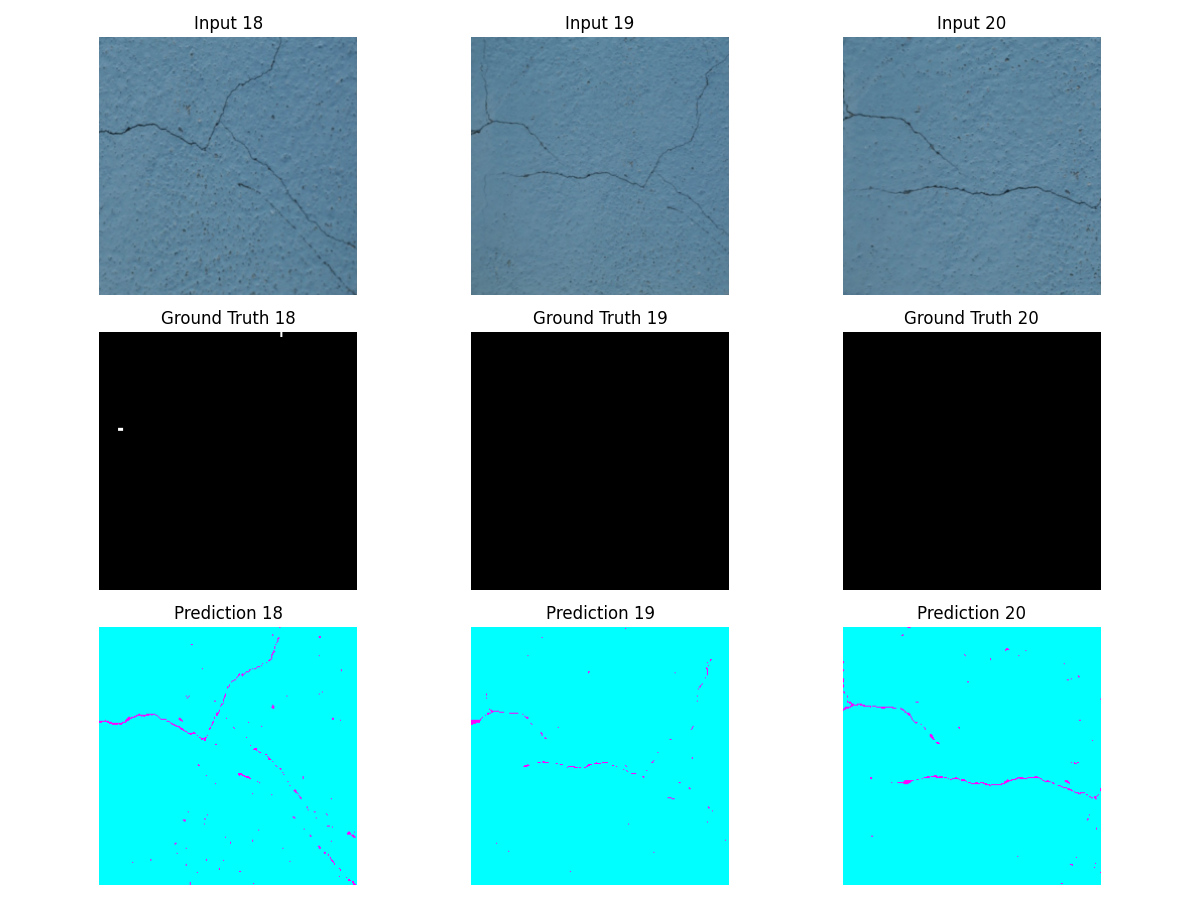 Input 18
Input 19
Input 20
Ground Truth 18
Ground Truth 19
Ground Truth 20
Prediction 18
Prediction 19
Prediction 20